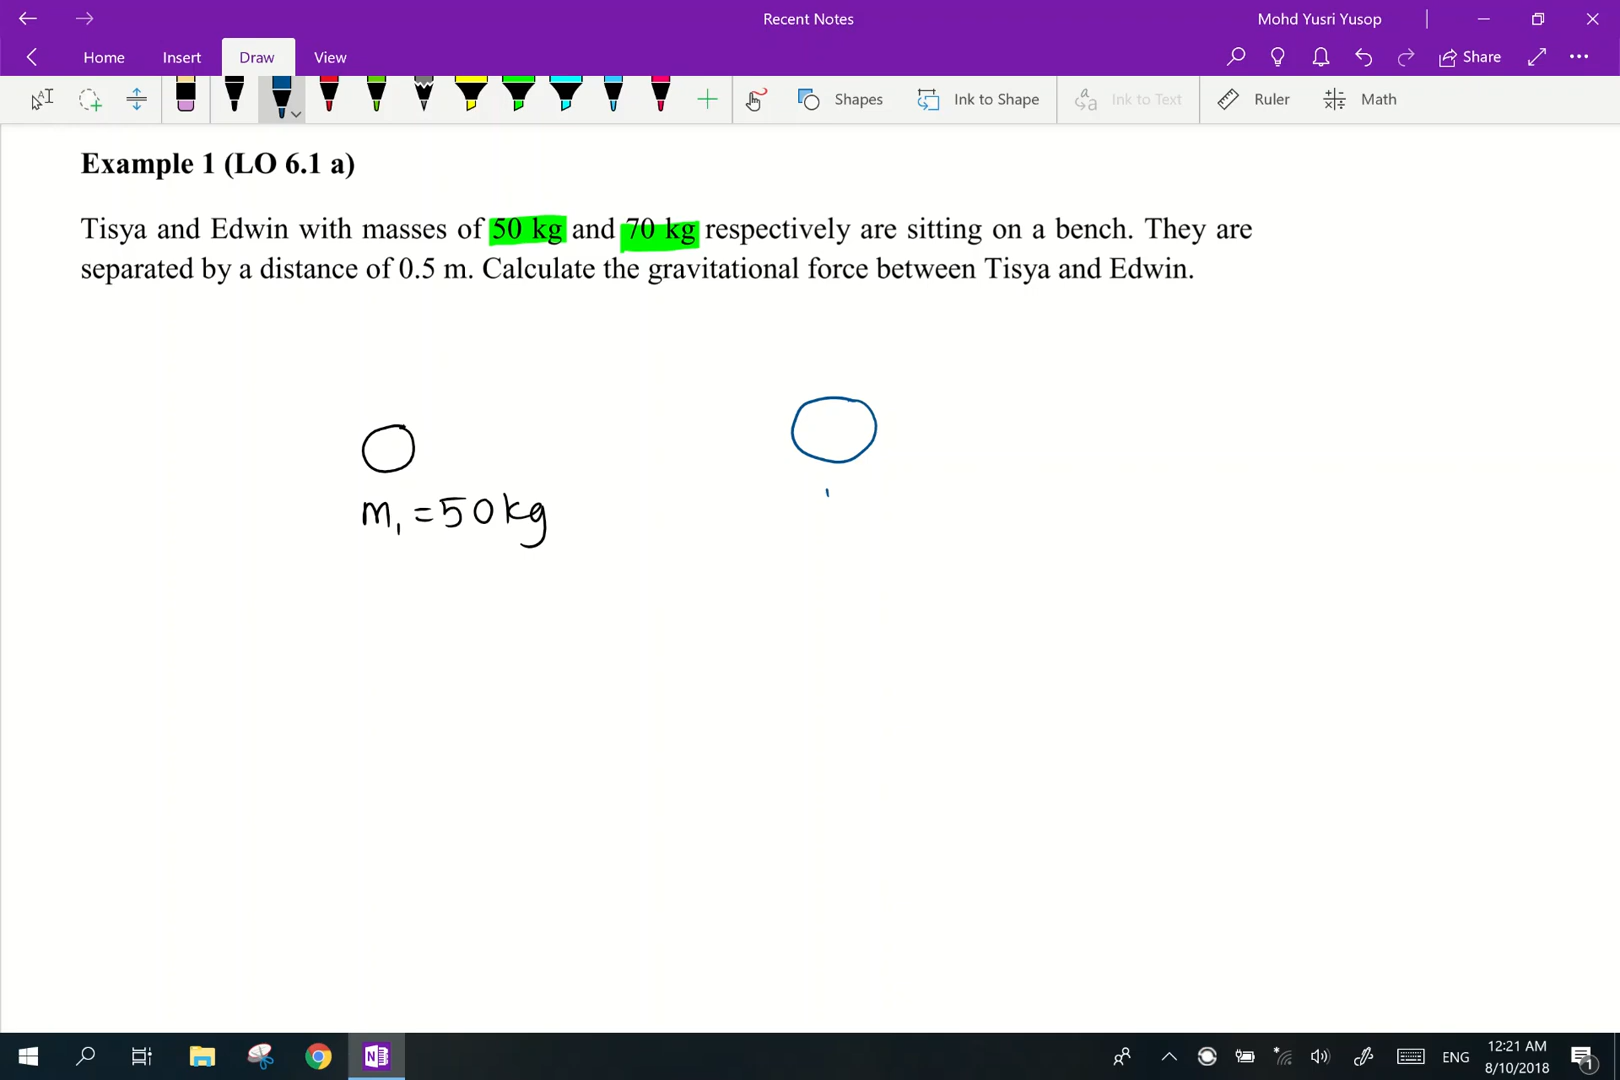 Recent Notes
Mohd Yusri Yusop
Home Insert Draw View
Share
Shapes Ink to Shape Ink to Text Ruler Math
Example 1 (LO 6.1 a)
Tisya and Edwin with masses of 50 kg and 70 kg respectively are sitting on a bench. They are
separated by a distance of 0.5 m. Calculate the gravitational force between Tisya and Edwin.
m₁ = 50 kg
ENG
12:21 AM
8/10/2018
1